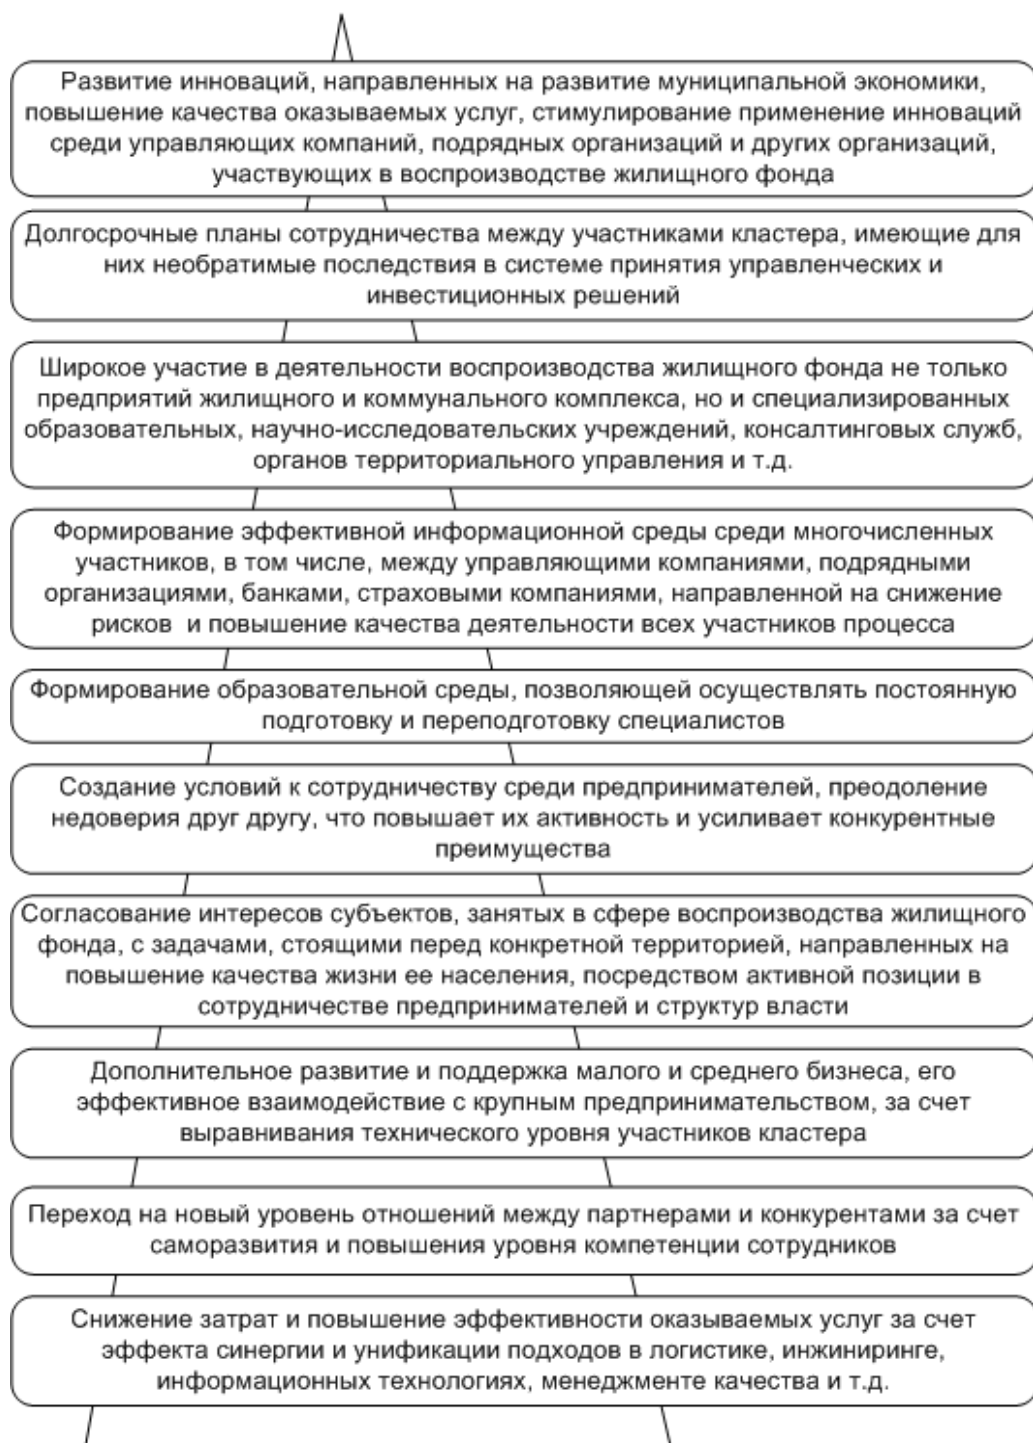 Развитие инноваций, направленных на развитие муниципальной экономики,
повышение качества оказываемых услуг, стимулирование применение инноваций
среди управляющих компаний, подрядных организаций и других организаций,
участвующих в воспроизводстве жилищного фонда
Долгосрочные планы сотрудничества между участниками кластера, имеющие для
них необратимые последствия в системе принятия управленческих и
инвестиционных решений
Широкое участие в деятельности воспроизводства жилищного фонда не только
предприятий жилищного и коммунального комплекса, но и специализированных
образовательных, научно-исследовательских учреждений, консалтинговых служб,
органов территориального управления и т.д.
Формирование эффективной информационной среды среди многочисленных
участников, в том числе, между управляющими компаниями, подрядными
организациями, банками, страховыми компаниями, направленной на снижение
рисков и повышение качества деятельности всех участников процесса
Формирование образовательной среды, позволяющей осуществлять постоянную
подготовку и переподготовку специалистов
Создание условий к сотрудничеству среди предпринимателей, преодоление
недоверия друг другу, что повышает их активность и усиливает конкурентные
преимущества
Согласование интересов субъектов, занятых в сфере воспроизводства жилищного
фонда, с задачами, стоящими перед конкретной территорией, направленных на
повышение качества жизни ее населения, посредством активной позиции в
сотрудничестве предпринимателей и структур власти
Дополнительное развитие и поддержка малого и среднего бизнеса, его
эффективное взаимодействие с крупным предпринимательством, за счет
выравнивания технического уровня участников кластера
Переход на новый уровень отношений между партнерами и конкурентами за счет
саморазвития и повышения уровня компетенции сотрудников
Снижение затрат и повышение эффективности оказываемых услуг за счет
эффекта синергии и унификации подходов в логистике, инжиниринге,
информационных технологиях, менеджменте качества и т.д.